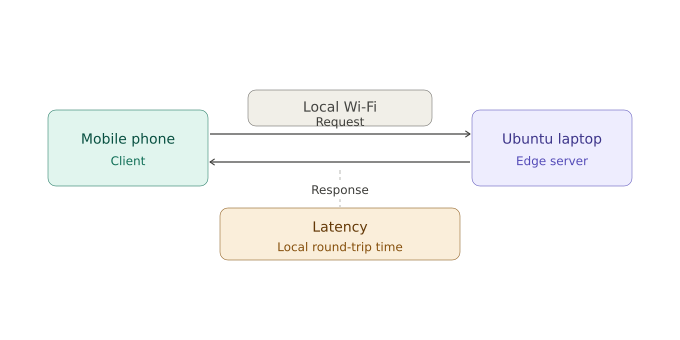 Local Wi-Fi
Request
Mobile phone
Client
Ubuntu laptop
Edge server
Response
Latency
Local round-trip time